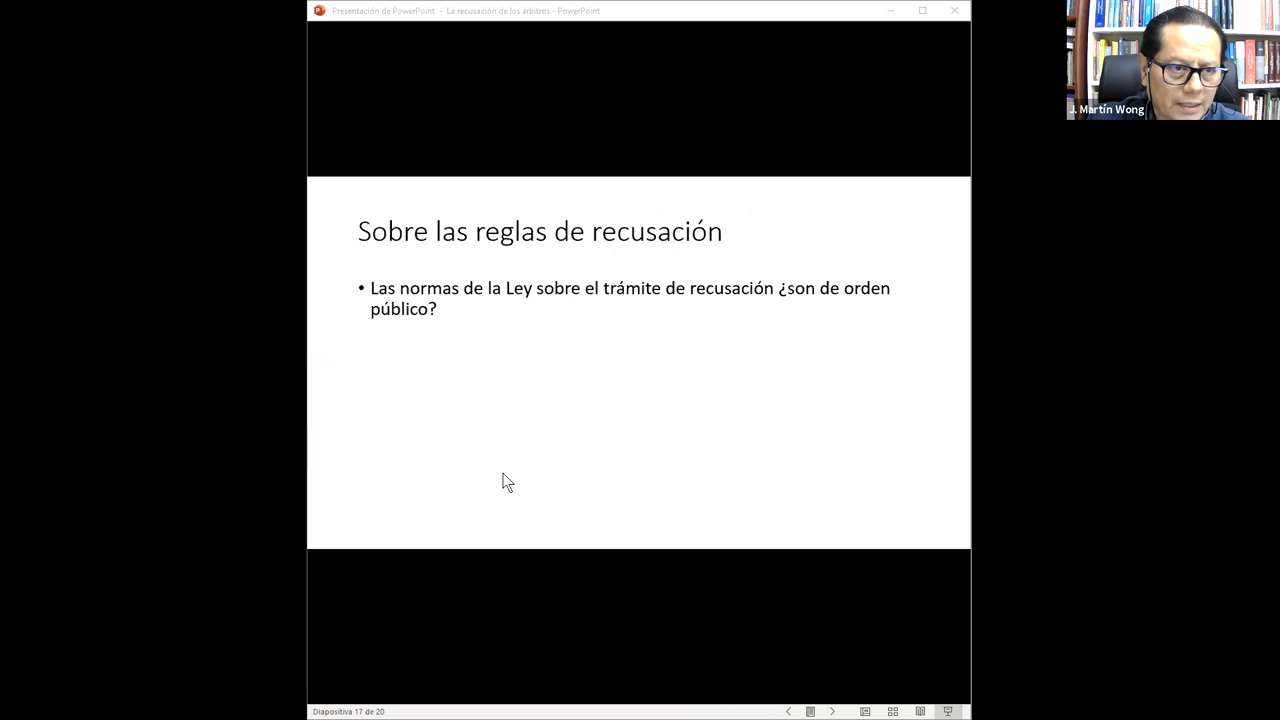 Presentación de PowerPoint - La recusación de los árbitros - PowerPoint
J. Martín Wong
Sobre las reglas de recusación
• Las normas de la Ley sobre el trámite de recusación ¿son de orden
público?
Diapositiva 17 de 20